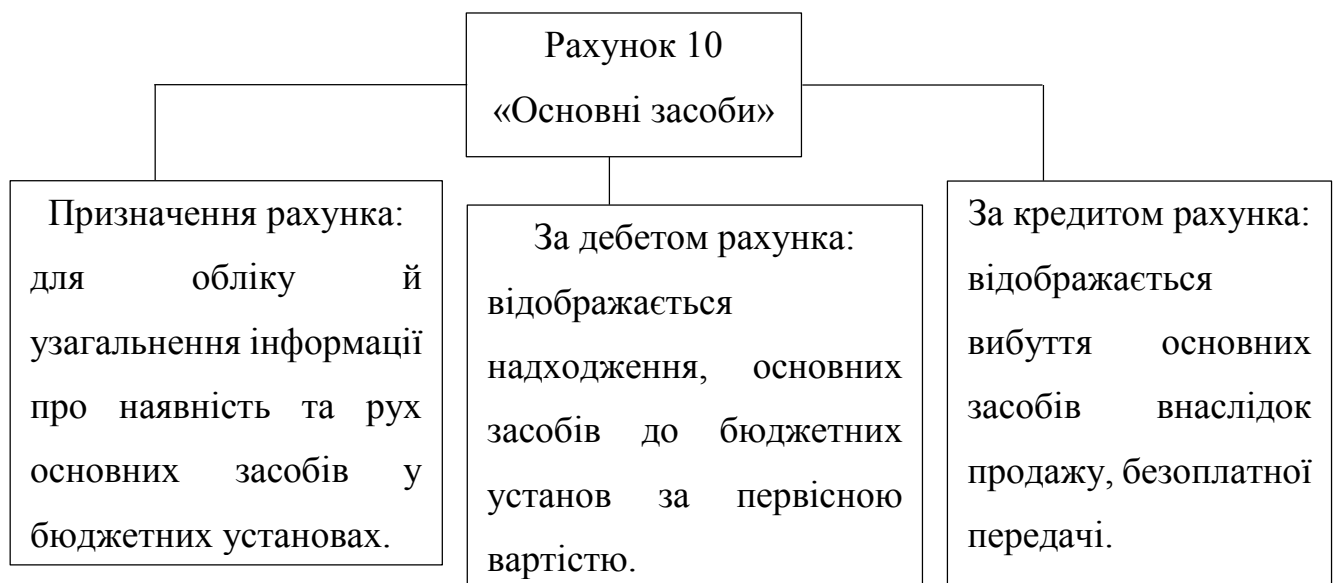 Рахунок 10
«Основні засоби»
Призначення рахунка:
для обліку й
узагальнення інформації
про наявність та рух
основних засобів у
бюджетних установах.
За дебетом рахунка:
відображається
надходження, основних
засобів до бюджетних
установ за первісною
вартістю.
За кредитом рахунка:
відображається
вибуття основних
засобів внаслідок
продажу, безоплатної
передачі.